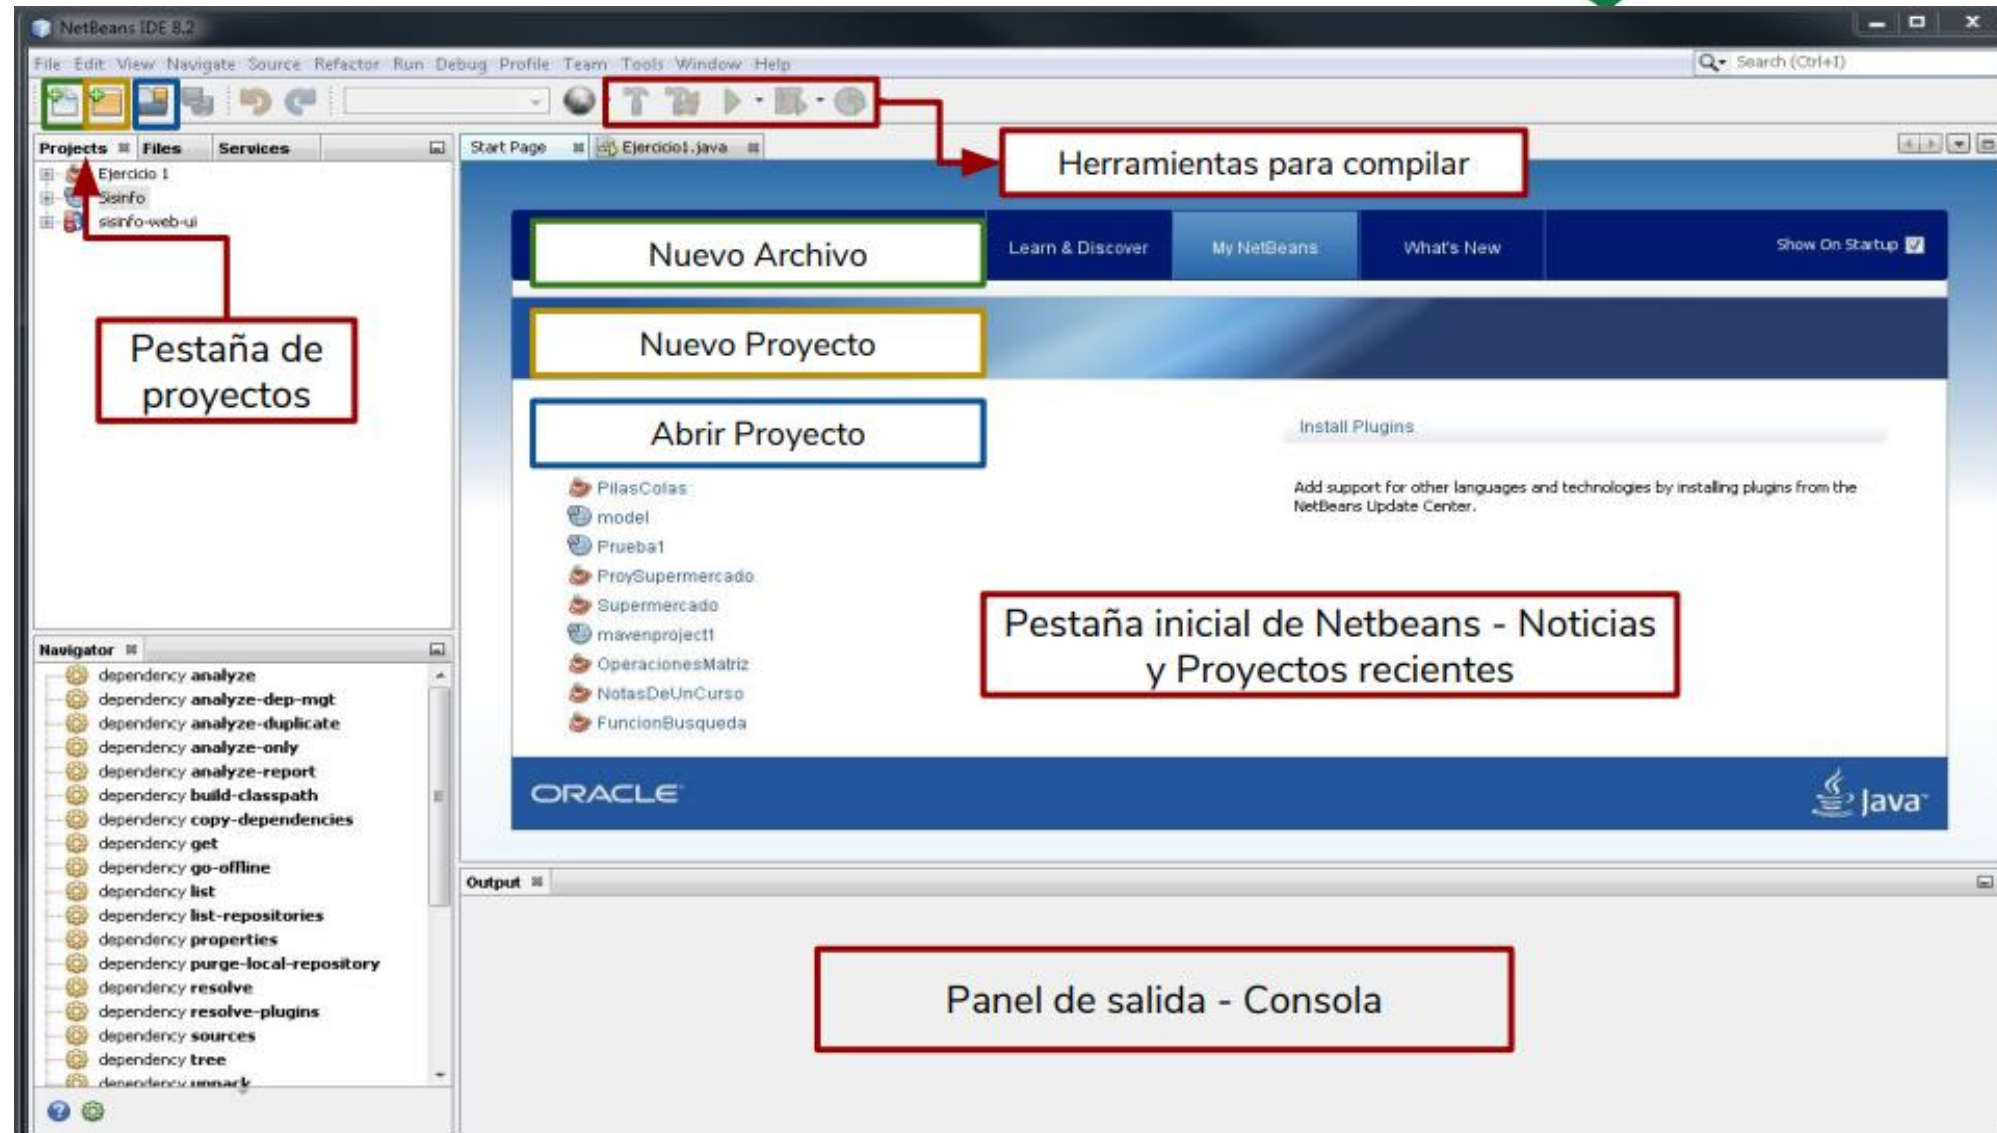 NetBeans IDE 8.2
File Edit View Navigate Source Refactor Run Debug Profile Team Tools Window Help
Search (Ctrl+I)
Projects Files Services
Start Page Ejercicio1.java
Herramientas para compilar
Ejercicio 1
Sisinfo
sisinfo-web-ui
Nuevo Archivo
Learn & Discover
My NetBeans
What's New
Show On Startup
Nuevo Proyecto
Pestaña de
proyectos
Abrir Proyecto
Install Plugins
Add support for other languages and technologies by installing plugins from the
NetBeans Update Center.
PilasColas
model
Prueba1
ProySupermercado
Supermercado
mavenproject1
OperacionesMatriz
NotasDeUnCurso
FuncionBusqueda
Pestaña inicial de Netbeans - Noticias
y Proyectos recientes
ORACLE
Java
Navigator
dependency analyze
dependency analyze-dep-mgt
dependency analyze-duplicate
dependency analyze-only
dependency analyze-report
dependency build-classpath
dependency copy-dependencies
dependency get
dependency go-offline
dependency list
dependency list-repositories
dependency properties
dependency purge-local-repository
dependency resolve
dependency resolve-plugins
dependency sources
dependency tree
dependency unpack
Output
Panel de salida - Consola